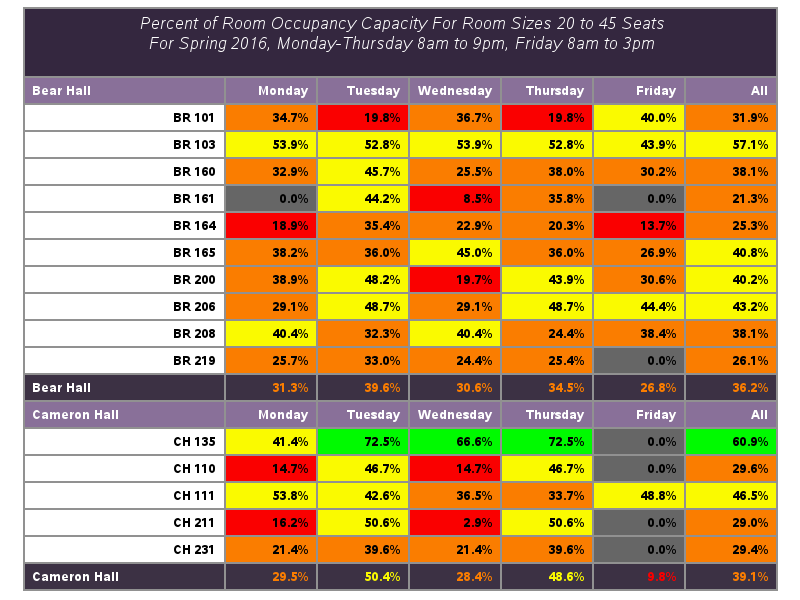 Percent of Room Occupancy Capacity For Room Sizes 20 to 45 Seats
For Spring 2016, Monday-Thursday 8am to 9pm, Friday 8am to 3pm
Bear Hall Monday Tuesday Wednesday Thursday Friday All
BR 101 34.7% 19.8% 36.7% 19.8% 40.0% 31.9%
BR 103 53.9% 52.8% 53.9% 52.8% 43.9% 57.1%
BR 160 32.9% 45.7% 25.5% 38.0% 30.2% 38.1%
BR 161 0.0% 44.2% 8.5% 35.8% 0.0% 21.3%
BR 164 18.9% 35.4% 22.9% 20.3% 13.7% 25.3%
BR 165 38.2% 36.0% 45.0% 36.0% 26.9% 40.8%
BR 200 38.9% 48.2% 19.7% 43.9% 30.6% 40.2%
BR 206 29.1% 48.7% 29.1% 48.7% 44.4% 43.2%
BR 208 40.4% 32.3% 40.4% 24.4% 38.4% 38.1%
BR 219 25.7% 33.0% 24.4% 25.4% 0.0% 26.1%
Bear Hall 31.3% 39.6% 30.6% 34.5% 26.8% 36.2%
Cameron Hall Monday Tuesday Wednesday Thursday Friday All
CH 135 41.4% 72.5% 66.6% 72.5% 0.0% 60.9%
CH 110 14.7% 46.7% 14.7% 46.7% 0.0% 29.6%
CH 111 53.8% 42.6% 36.5% 33.7% 48.8% 46.5%
CH 211 16.2% 50.6% 2.9% 50.6% 0.0% 29.0%
CH 231 21.4% 39.6% 21.4% 39.6% 0.0% 29.4%
Cameron Hall 29.5% 50.4% 28.4% 48.6% 9.8% 39.1%